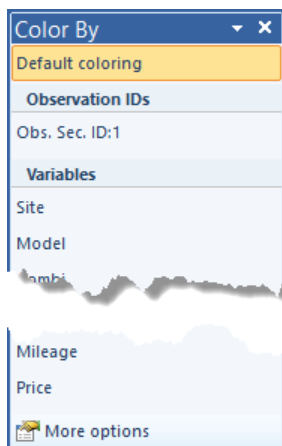 Color By
Default coloring
Observation IDs
Obs. Sec. ID:1
Variables
Site
Model
Mileage
Price
More options